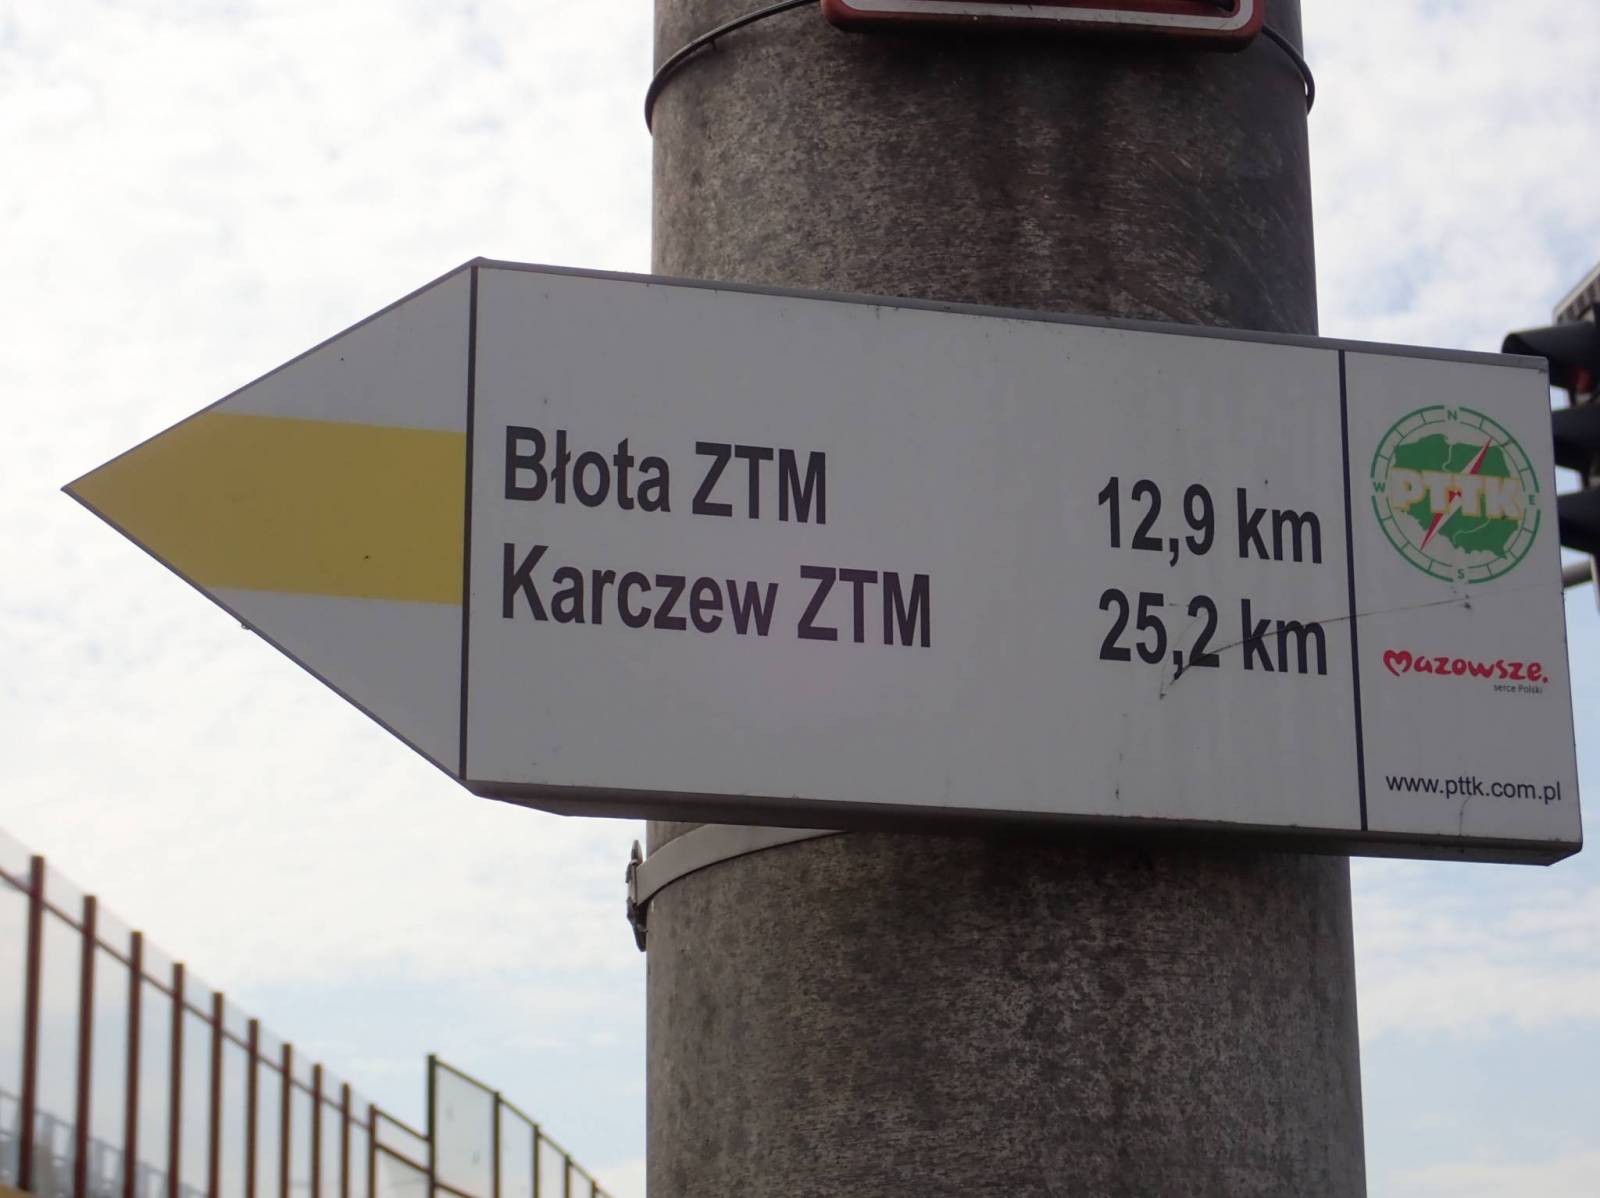 Błota ZTM 12,9 km
Karczew ZTM 25,2 km
N
W E
PTTK
S
Mazowsze.
serce Polski
www.pttk.com.pl